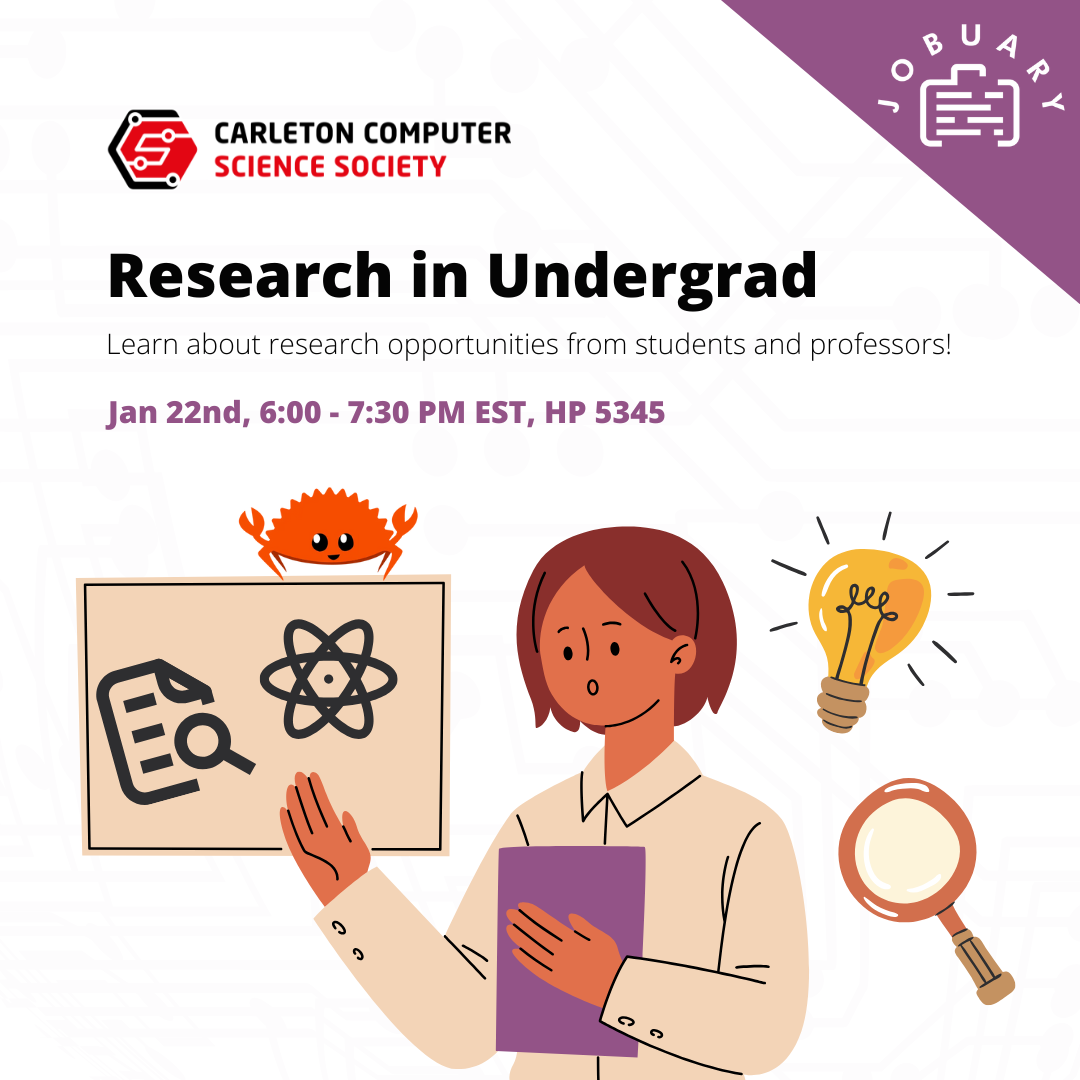 JOBUARY
CARLETON COMPUTER
SCIENCE SOCIETY
Research in Undergrad
Learn about research opportunities from students and professors!
Jan 22nd, 6:00 - 7:30 PM EST, HP 5345